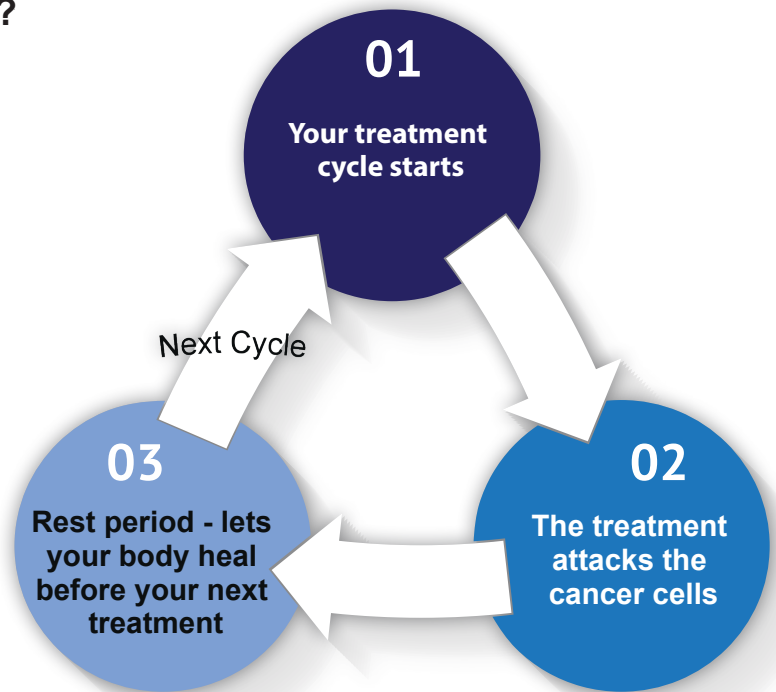 ?
01
Your treatment
cycle starts
Next Cycle
02
The treatment
attacks the
cancer cells
03
Rest period - lets
your body heal
before your next
treatment